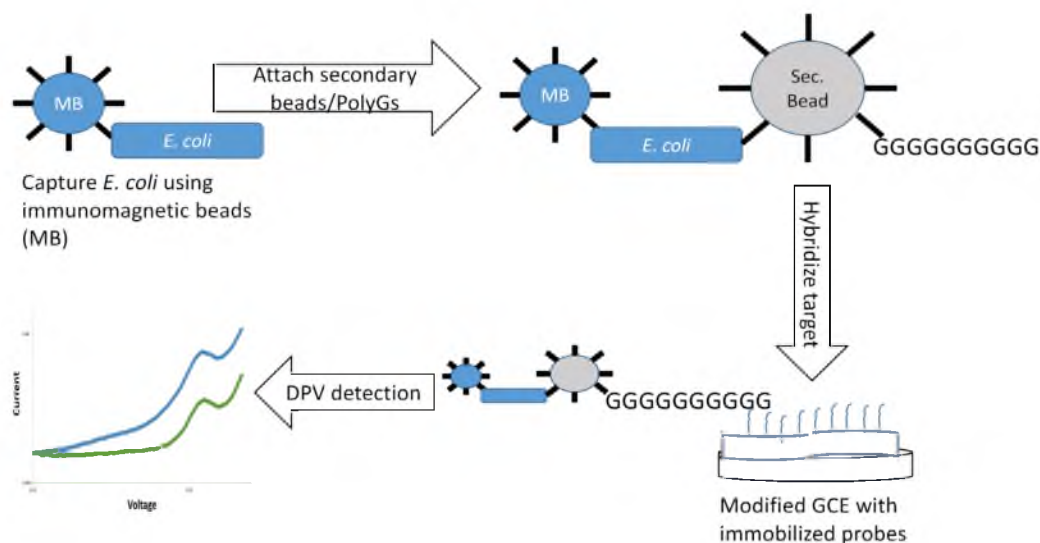 MB
E. coli
Capture E. coli using
immunomagnetic beads
(MB)
Attach secondary
beads/PolyGs
MB
E. coli
Sec.
Bead
GGGGGGGGGG
Hybridize target
GGGGGGGGGG
Modified GCE with
immobilized probes
DPV detection
Current
Voltage